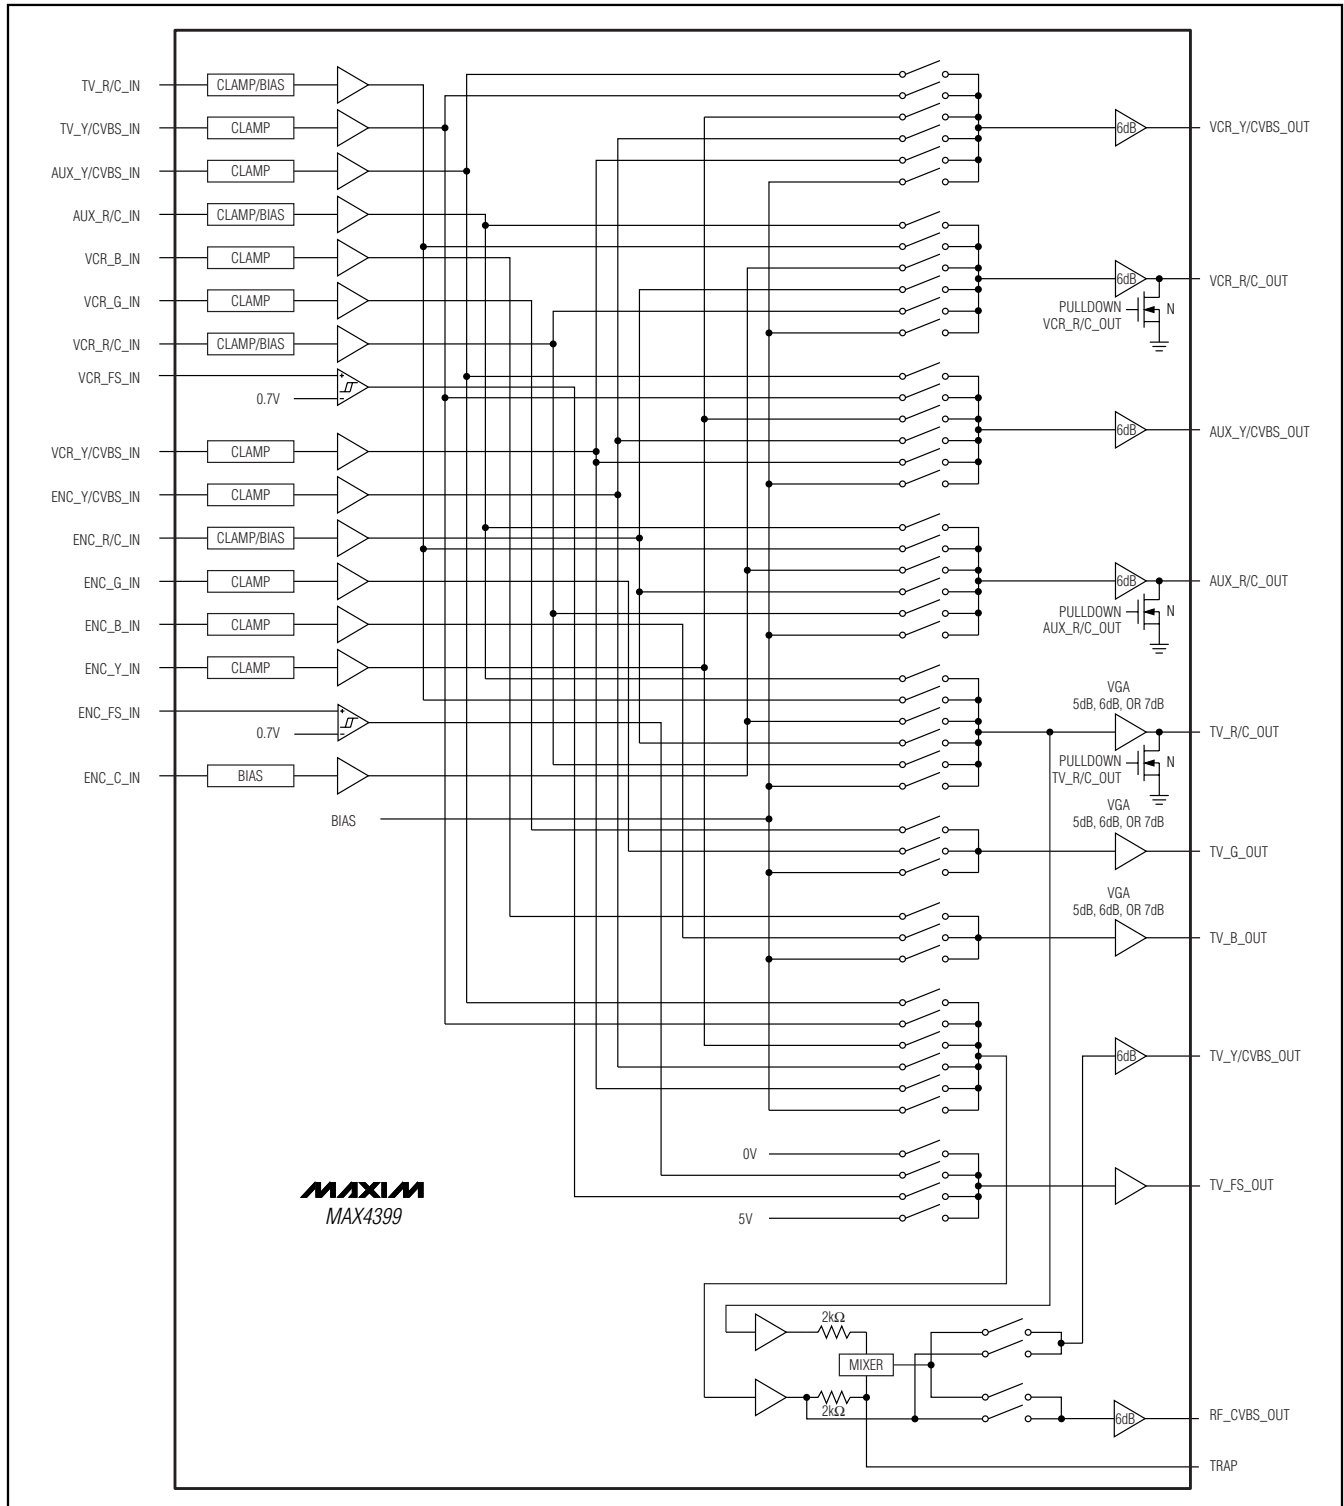 TV_R/C_IN
CLAMP/BIAS
TV_Y/CVBS_IN
CLAMP
6dB
VCR_Y/CVBS_OUT
AUX_Y/CVBS_IN
CLAMP
AUX_R/C_IN
CLAMP/BIAS
VCR_B_IN
CLAMP
6dB
VCR_R/C_OUT
VCR_G_IN
CLAMP
PULLDOWN
VCR_R/C_OUT
N
VCR_R/C_IN
CLAMP/BIAS
VCR_FS_IN
+
0.7V
−
6dB
AUX_Y/CVBS_OUT
VCR_Y/CVBS_IN
CLAMP
ENC_Y/CVBS_IN
CLAMP
ENC_R/C_IN
CLAMP/BIAS
ENC_G_IN
CLAMP
6dB
AUX_R/C_OUT
PULLDOWN
AUX_R/C_OUT
N
ENC_B_IN
CLAMP
ENC_Y_IN
CLAMP
VGA
5dB, 6dB, OR 7dB
ENC_FS_IN
+
0.7V
−
TV_R/C_OUT
PULLDOWN
TV_R/C_OUT
N
ENC_C_IN
BIAS
VGA
5dB, 6dB, OR 7dB
BIAS
TV_G_OUT
VGA
5dB, 6dB, OR 7dB
TV_B_OUT
6dB
TV_Y/CVBS_OUT
0V
TV_FS_OUT
5V
MAXIM
MAX4399
2kΩ
MIXER
2kΩ
6dB
RF_CVBS_OUT
TRAP